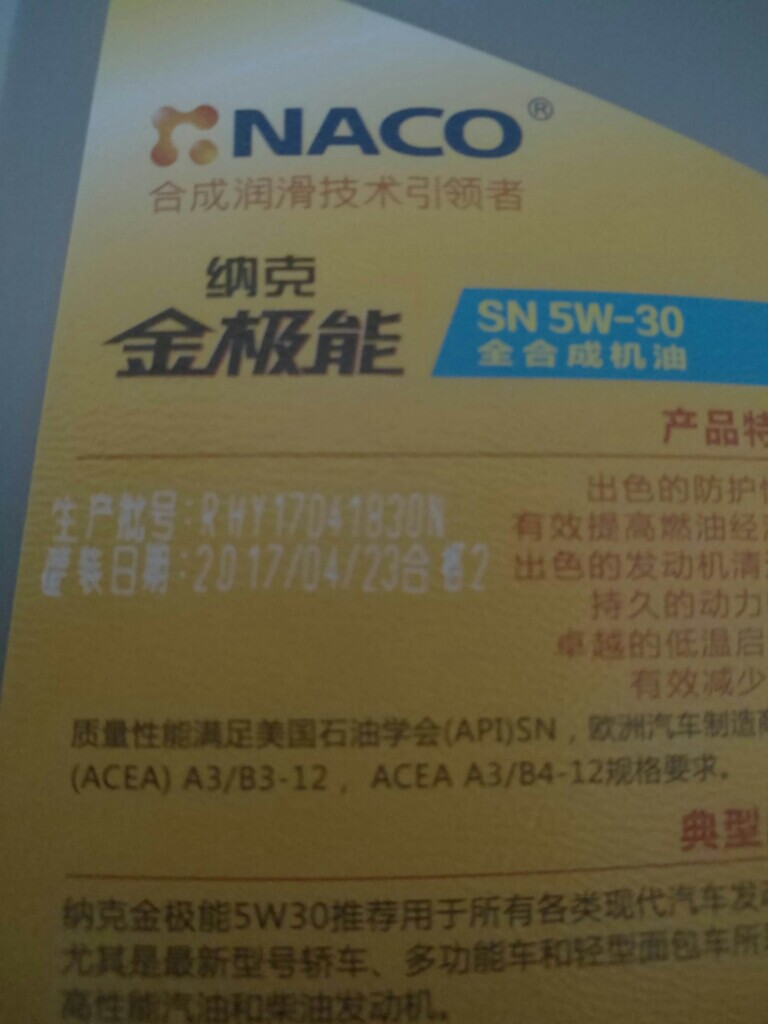 NACO®
合成润滑技术引领者
纳克
金极能
SN 5W-30
全合成机油
产品特
生产批号:RHY17041830N
灌装日期:2017/04/23合格2
出色的防护性
有效提高燃油经济
出色的发动机清洁
持久的动力
卓越的低温启
有效减少
质量性能满足美国石油学会(API)SN，欧洲汽车制造商
(ACEA) A3/B3-12， ACEA A3/B4-12规格要求。
典型
纳克金极能5W30推荐用于所有各类现代汽车发动
尤其是最新型号轿车、多功能车和轻型面包车所
高性能汽油和柴油发动机。